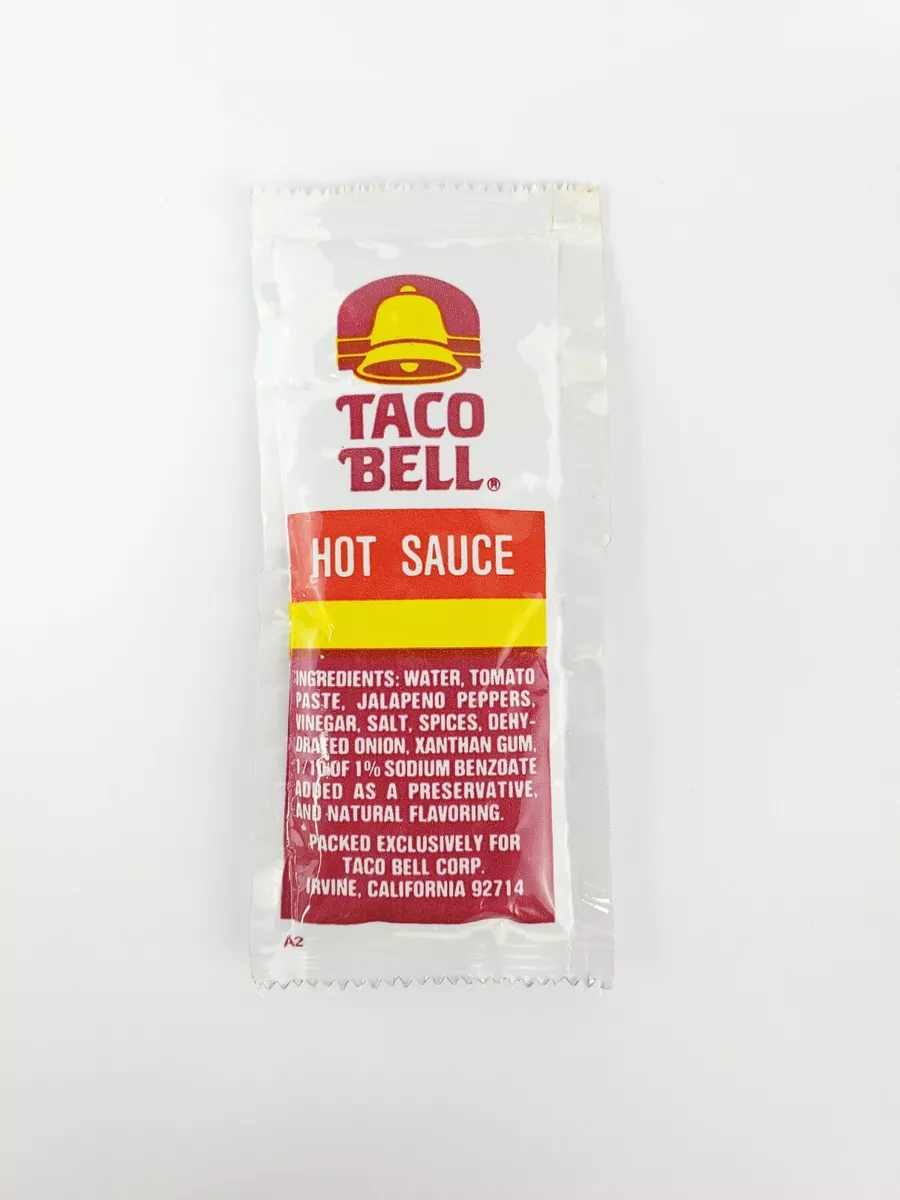 TACO
BELL®
HOT SAUCE
INGREDIENTS: WATER, TOMATO
PASTE, JALAPENO PEPPERS,
VINEGAR, SALT, SPICES, DEHY-
DRATED ONION, XANTHAN GUM,
1/10 OF 1% SODIUM BENZOATE
ADDED AS A PRESERVATIVE,
AND NATURAL FLAVORING.
PACKED EXCLUSIVELY FOR
TACO BELL CORP.
IRVINE, CALIFORNIA 92714
A2